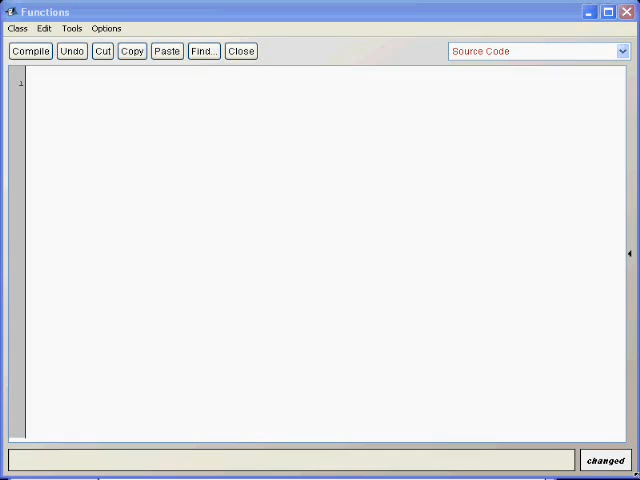 Functions
Class Edit Tools Options
Compile Undo Cut Copy Paste Find... Close Source Code
1
changed